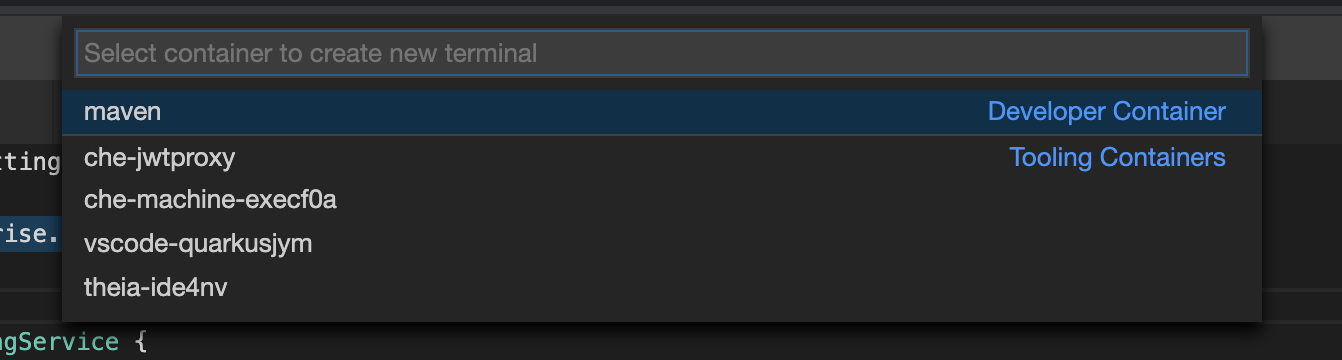 Select container to create new terminal
maven Developer Container
tting
che-jwtproxy Tooling Containers
che-machine-execf0a
rise.
vscode-quarkusjym
theia-ide4nv
ngService {